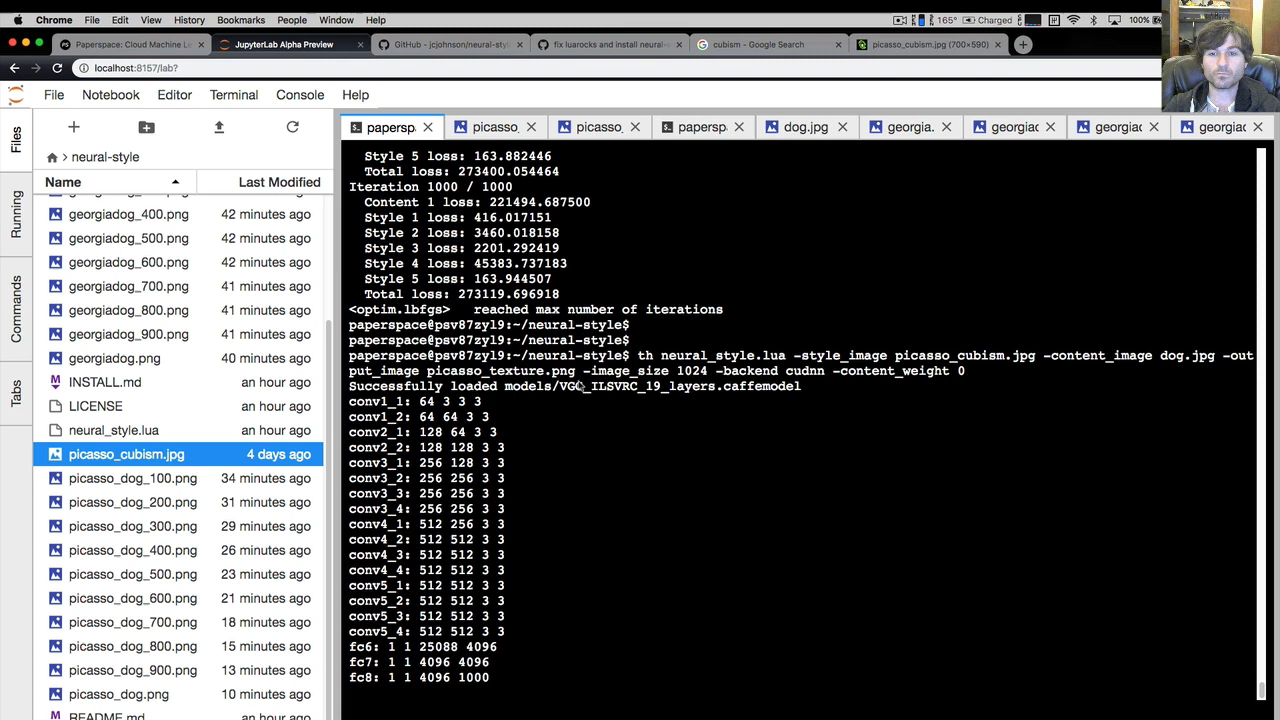 Chrome File Edit View History Bookmarks People Window Help 165° Charged 100%
Paperspace: Cloud Machine Le JupyterLab Alpha Preview GitHub - jcjohnson/neural-sty fix luarocks and install neural- cubism - Google Search picasso_cubism.jpg (700×590)
localhost:8157/lab?
File Notebook Editor Terminal Console Help
Files
Running
Commands
Tabs
neural-style
Name Last Modified
georgiadog_400.png 42 minutes ago
georgiadog_500.png 42 minutes ago
georgiadog_600.png 42 minutes ago
georgiadog_700.png 41 minutes ago
georgiadog_800.png 41 minutes ago
georgiadog_900.png 41 minutes ago
georgiadog.png 40 minutes ago
INSTALL.md an hour ago
LICENSE an hour ago
neural_style.lua an hour ago
picasso_cubism.jpg 4 days ago
picasso_dog_100.png 34 minutes ago
picasso_dog_200.png 31 minutes ago
picasso_dog_300.png 29 minutes ago
picasso_dog_400.png 26 minutes ago
picasso_dog_500.png 23 minutes ago
picasso_dog_600.png 21 minutes ago
picasso_dog_700.png 18 minutes ago
picasso_dog_800.png 15 minutes ago
picasso_dog_900.png 13 minutes ago
picasso_dog.png 10 minutes ago
README.md an hour ago
papersp picasso_ picasso papersp dog.jpg georgia. georgiac georgiac georgiac
Style 5 loss: 163.882446
Total loss: 273400.054464
Iteration 1000 / 1000
Content 1 loss: 221494.687500
Style 1 loss: 416.017151
Style 2 loss: 3460.018158
Style 3 loss: 2201.292419
Style 4 loss: 45383.737183
Style 5 loss: 163.944507
Total loss: 273119.696918
<optim.lbfgs> reached max number of iterations
paperspace@psv87zyl9:~/neural-style$
paperspace@psv87zyl9:~/neural-style$
paperspace@psv87zyl9:~/neural-style$ th neural_style.lua -style_image picasso_cubism.jpg -content_image dog.jpg -out
put_image picasso_texture.png -image_size 1024 -backend cudnn -content_weight 0
Successfully loaded models/VGG_ILSVRC_19_layers.caffemodel
conv1_1: 64 3 3 3
conv1_2: 64 64 3 3
conv2_1: 128 64 3 3
conv2_2: 128 128 3 3
conv3_1: 256 128 3 3
conv3_2: 256 256 3 3
conv3_3: 256 256 3 3
conv3_4: 256 256 3 3
conv4_1: 512 256 3 3
conv4_2: 512 512 3 3
conv4_3: 512 512 3 3
conv4_4: 512 512 3 3
conv5_1: 512 512 3 3
conv5_2: 512 512 3 3
conv5_3: 512 512 3 3
conv5_4: 512 512 3 3
fc6: 1 1 25088 4096
fc7: 1 1 4096 4096
fc8: 1 1 4096 1000